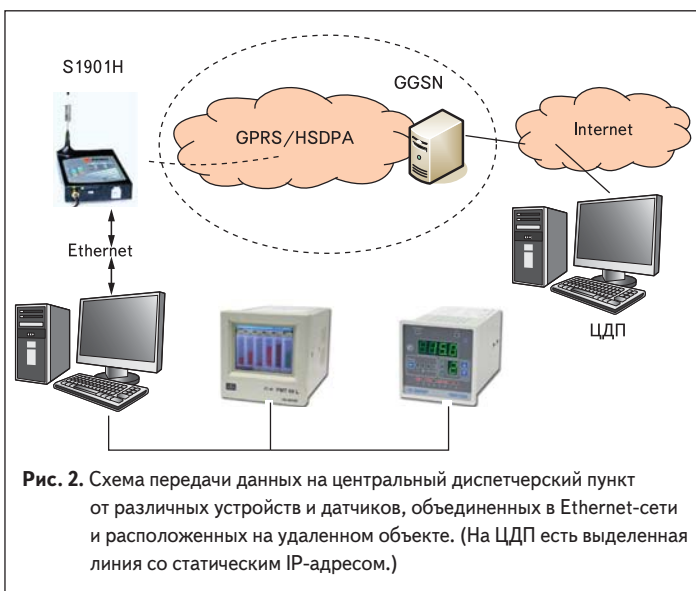 S1901H
GGSN
GPRS/HSDPA
Internet
Ethernet
ЦДП
Рис. 2. Схема передачи данных на центральный диспетчерский пункт
от различных устройств и датчиков, объединенных в Ethernet-сети
и расположенных на удаленном объекте. (На ЦДП есть выделенная
линия со статическим IP-адресом.)